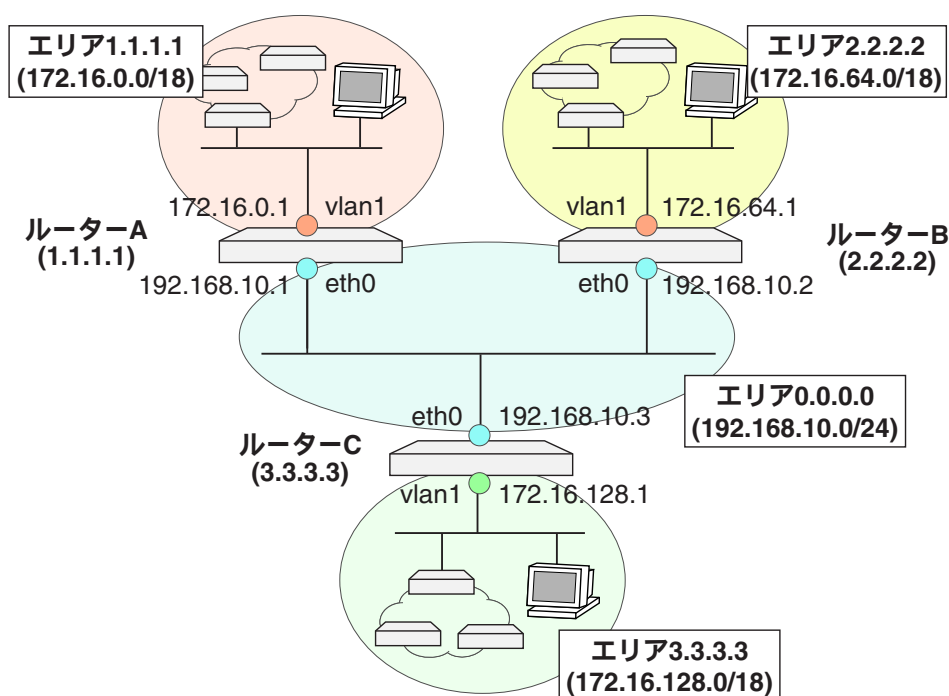 エリア1.1.1.1
(172.16.0.0/18)
エリア2.2.2.2
(172.16.64.0/18)
172.16.0.1 vlan1
vlan1 172.16.64.1
ルーターA
(1.1.1.1)
ルーターB
(2.2.2.2)
192.168.10.1 eth0
eth0 192.168.10.2
エリア0.0.0.0
(192.168.10.0/24)
eth0 192.168.10.3
ルーターC
(3.3.3.3)
vlan1 172.16.128.1
エリア3.3.3.3
(172.16.128.0/18)